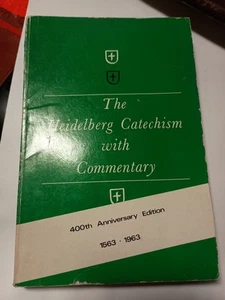 The
Heidelberg Catechism
with
Commentary
400th Anniversary Edition
1563 - 1963